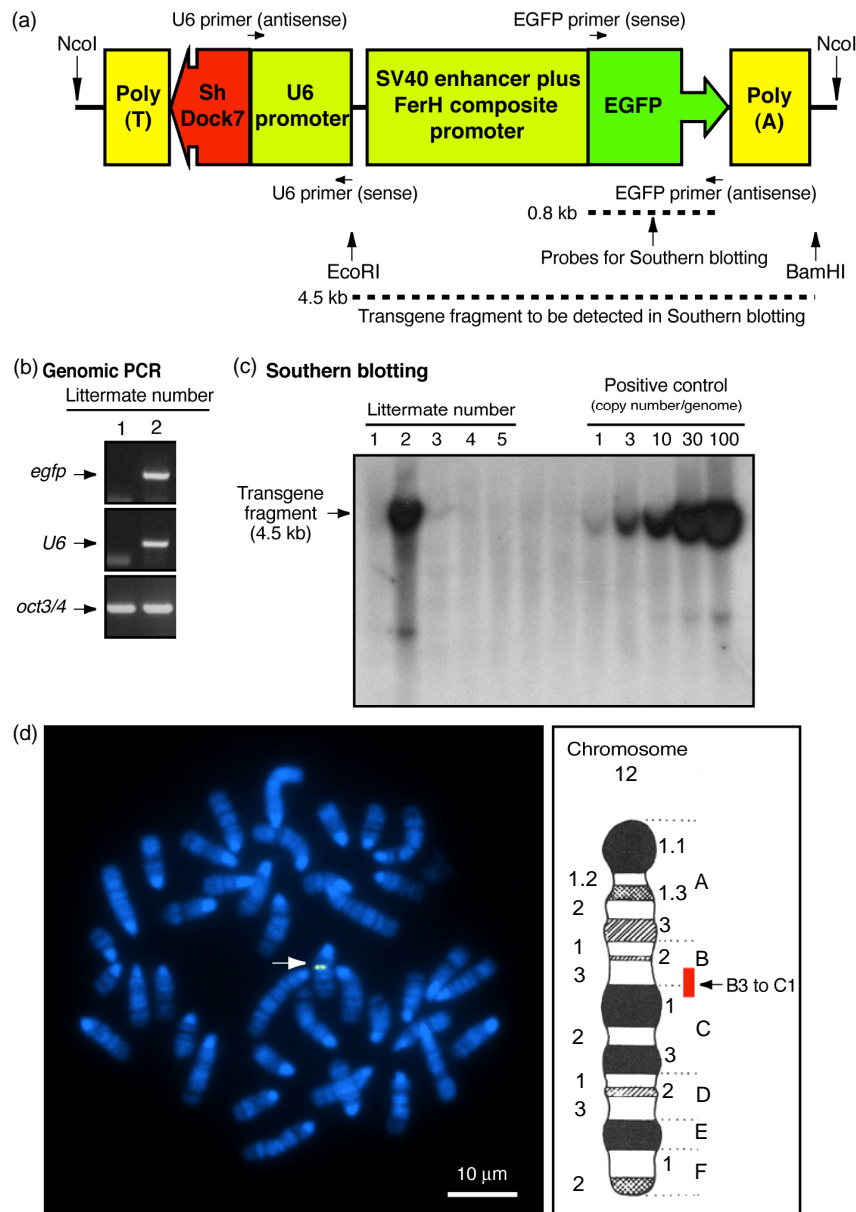 (a)
U6 primer (antisense)
EGFP primer (sense)
NcoI
NcoI
Poly
(T)
Sh
Dock7
U6
promoter
SV40 enhancer plus
FerH composite
promoter
EGFP
Poly
(A)
U6 primer (sense)
EGFP primer (antisense)
0.8 kb
Probes for Southern blotting
EcoRI
BamHI
4.5 kb
Transgene fragment to be detected in Southern blotting
(b) Genomic PCR
Littermate number
1 2
egfp
U6
oct3/4
(c) Southern blotting
Littermate number
Positive control
(copy number/genome)
1 2 3 4 5 1 3 10 30 100
Transgene
fragment
(4.5 kb)
(d)
10 μm
Chromosome
12
1.1
1.2
A
1.3
2
3
1
B
2
3
B3 to C1
1
C
2
3
1
2
D
3
E
1
F
2